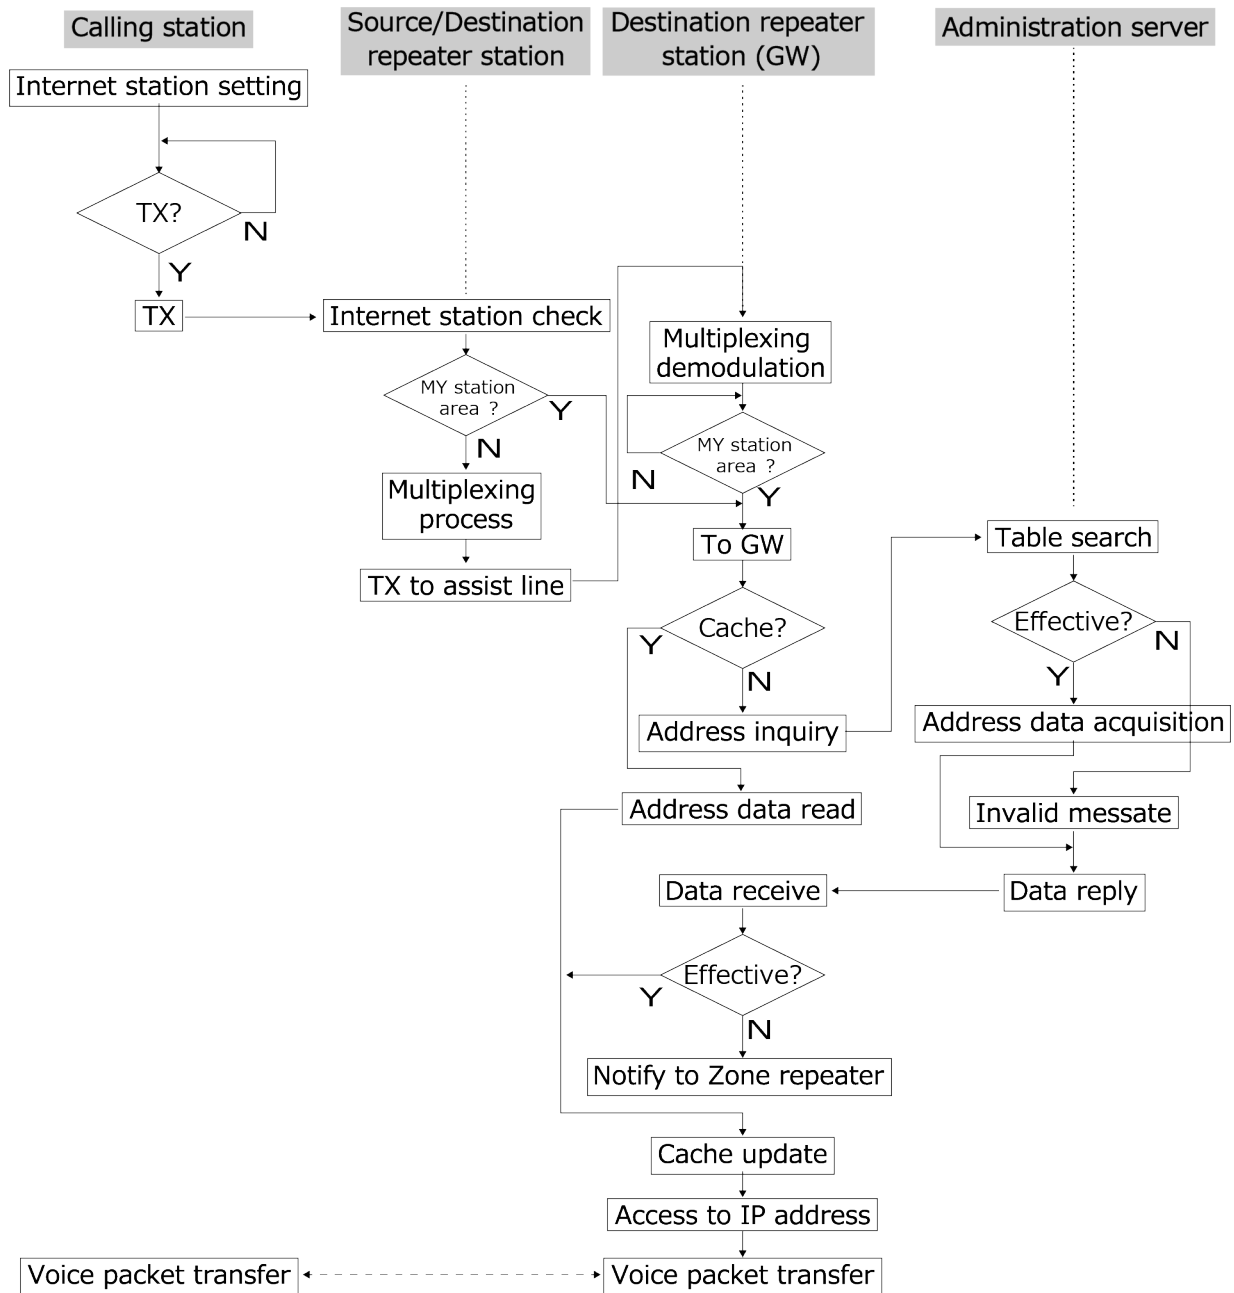 Calling station
Source/Destination
repeater station
Destination repeater
station (GW)
Administration server
Internet station setting
TX?
N
Y
TX
Internet station check
MY station
area ?
Y
N
Multiplexing
process
TX to assist line
Multiplexing
demodulation
MY station
area ?
N
Y
To GW
Cache?
Y
N
Address inquiry
Address data read
Table search
Effective?
N
Y
Address data acquisition
Invalid messate
Data reply
Data receive
Effective?
Y
N
Notify to Zone repeater
Cache update
Access to IP address
Voice packet transfer
Voice packet transfer